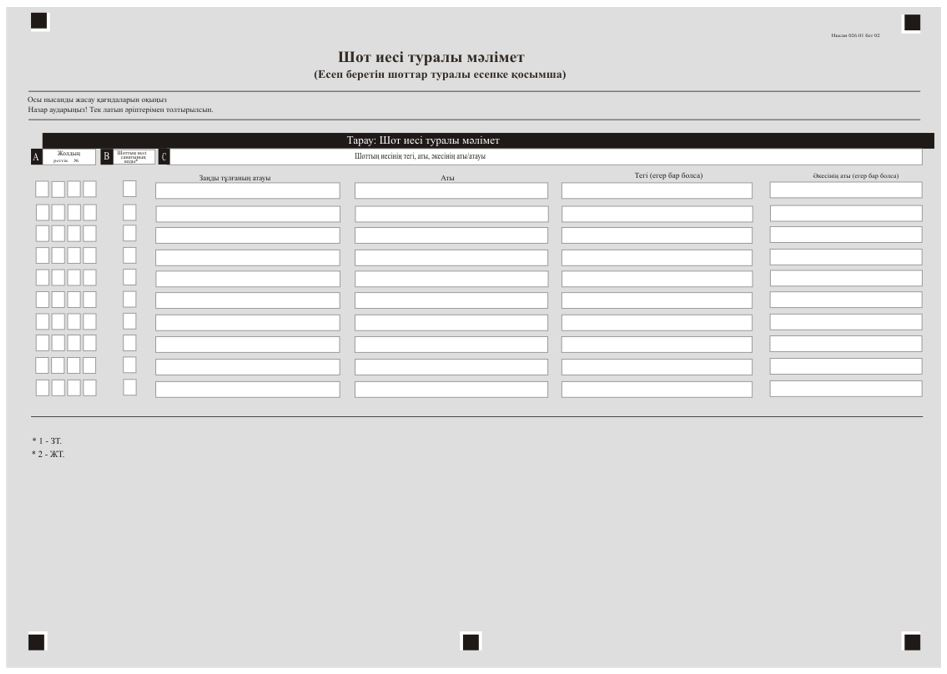 Нысан 026.01 бет 02
Шот иесі туралы мәлімет
(Есеп беретін шоттар туралы есепке қосымша)
Осы нысанды жасау қағидаларын оқыңыз
Назар аударыңыз! Тек латын әріптерімен толтырылсын.
Тарау: Шот иесі туралы мәлімет
A Жолдың реттік № B Шоттың иесі санатының коды* C Шоттың иесінің тегі, аты, әкесінің аты/атауы
Заңды тұлғаның атауы Аты Тегі (егер бар болса) Әкесінің аты (егер бар болса)
* 1 - ЗТ.
* 2 - ЖТ.